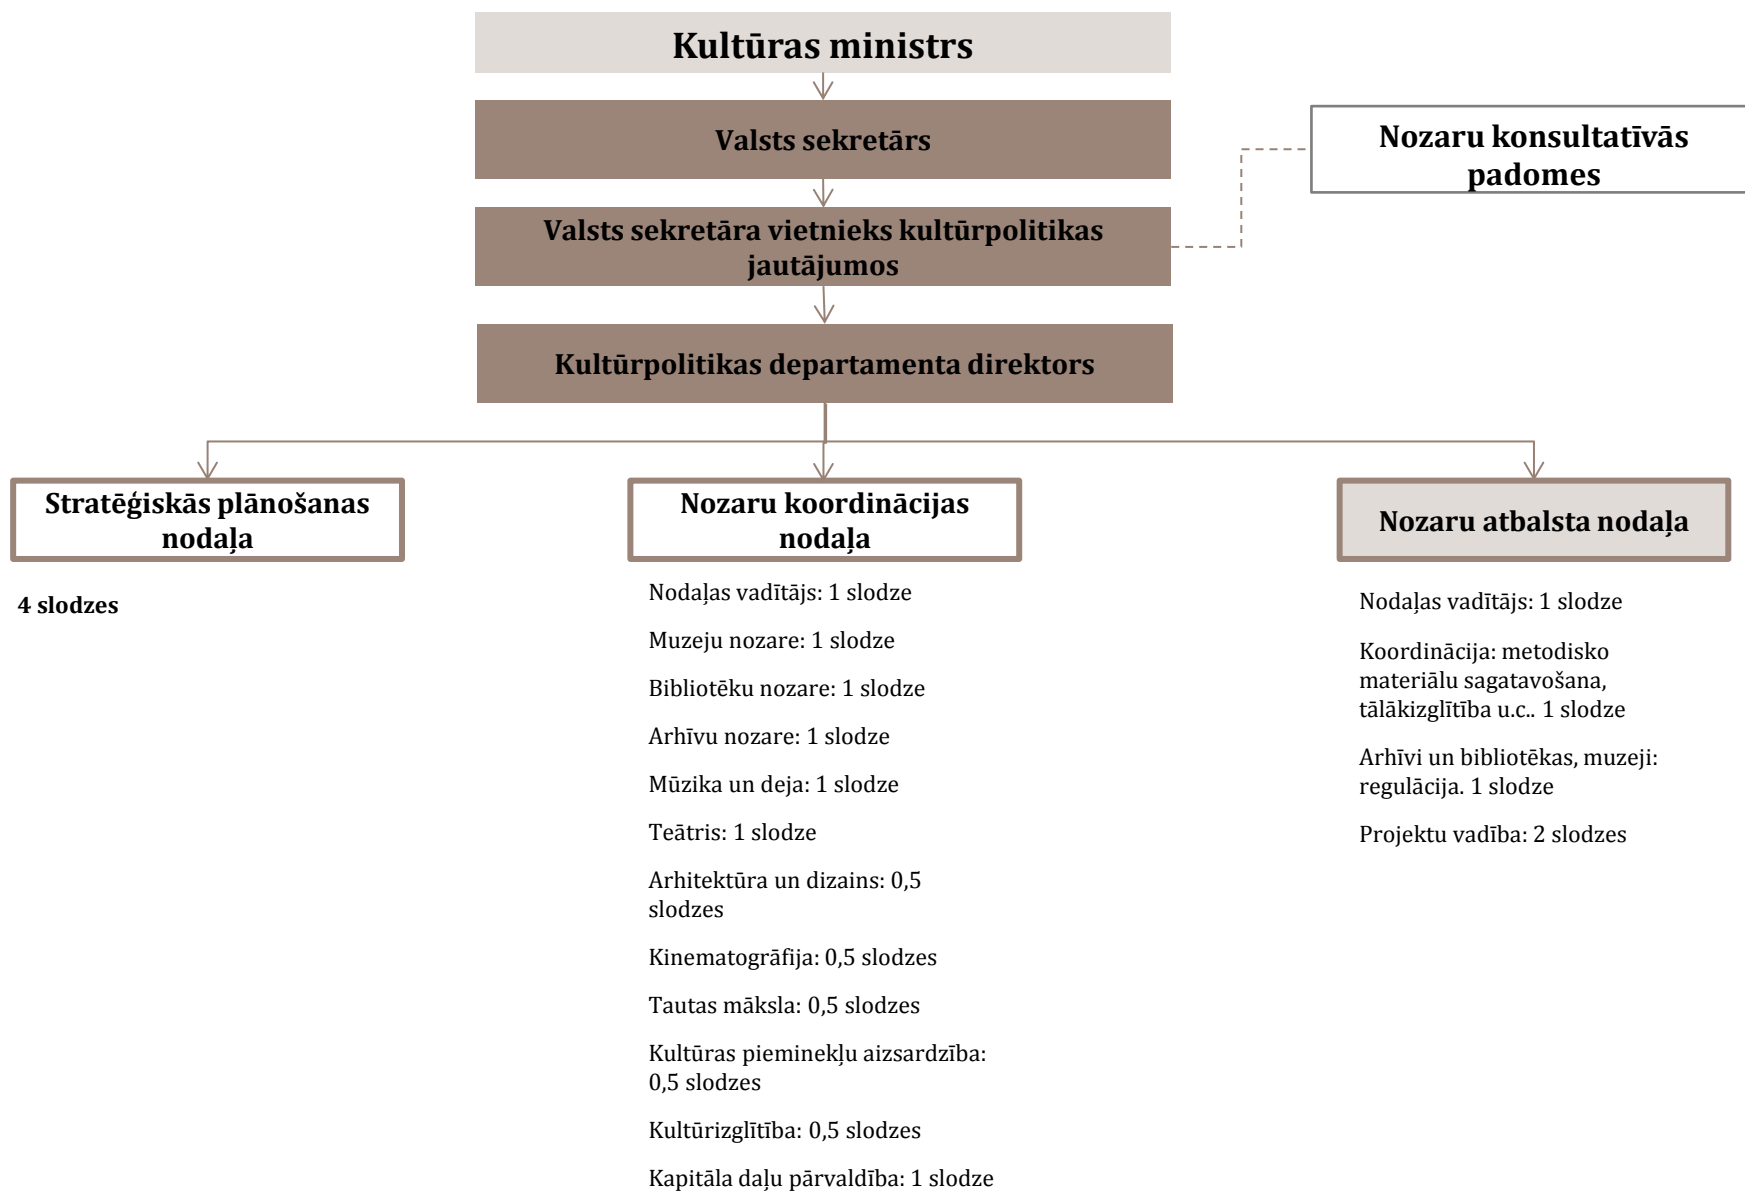 Kultūras ministrs
Valsts sekretārs
Nozaru konsultatīvās
padomes
Valsts sekretāra vietnieks kultūrpolitikas
jautājumos
Kultūrpolitikas departamenta direktors
Stratēģiskās plānošanas
nodaļa
4 slodzes
Nozaru koordinācijas
nodaļa
Nodaļas vadītājs: 1 slodze
Muzeju nozare: 1 slodze
Bibliotēku nozare: 1 slodze
Arhīvu nozare: 1 slodze
Mūzika un deja: 1 slodze
Teātris: 1 slodze
Arhitektūra un dizains: 0,5
slodzes
Kinematogrāfija: 0,5 slodzes
Tautas māksla: 0,5 slodzes
Kultūras pieminekļu aizsardzība:
0,5 slodzes
Kultūrizglītība: 0,5 slodzes
Kapitāla daļu pārvaldība: 1 slodze
Nozaru atbalsta nodaļa
Nodaļas vadītājs: 1 slodze
Koordinācija: metodisko
materiālu sagatavošana,
tālākizglītība u.c.. 1 slodze
Arhīvi un bibliotēkas, muzeji:
regulācija. 1 slodze
Projektu vadība: 2 slodzes